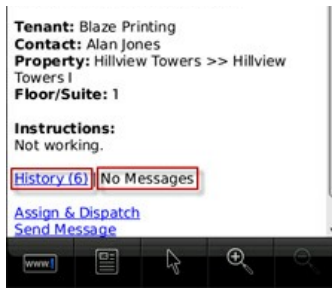 Tenant: Blaze Printing
Contact: Alan Jones
Property: Hillview Towers >> Hillview
Towers I
Floor/Suite: 1
Instructions:
Not working.
History (6) | No Messages
Assign & Dispatch
Send Message
www